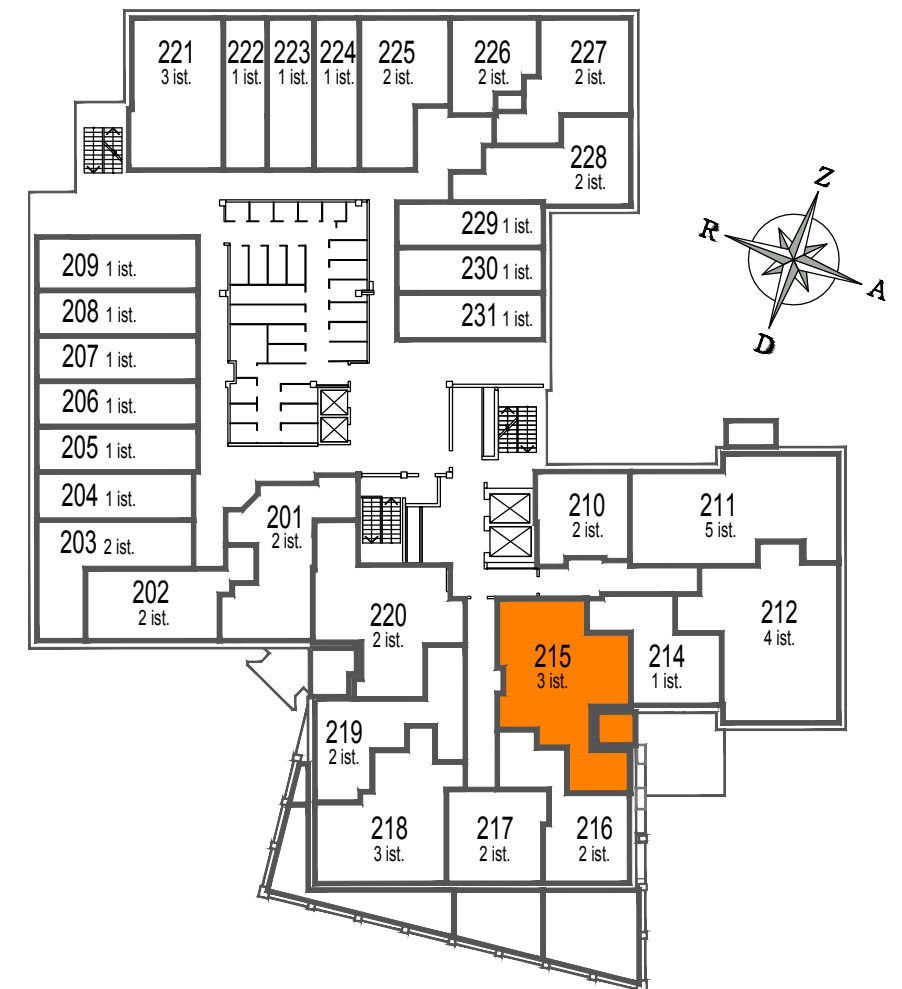 221
3 ist.
222
1 ist.
223
1 ist.
224
1 ist.
225
2 ist.
226
2 ist.
227
2 ist.
228
2 ist.
229 1 ist.
230 1 ist.
231 1 ist.
Z
R
A
D
209 1 ist.
208 1 ist.
207 1 ist.
206 1 ist.
205 1 ist.
204 1 ist.
203 2 ist.
202
2 ist.
201
2 ist.
210
2 ist.
211
5 ist.
212
4 ist.
214
1 ist.
215
3 ist.
220
2 ist.
219
2 ist.
218
3 ist.
217
2 ist.
216
2 ist.